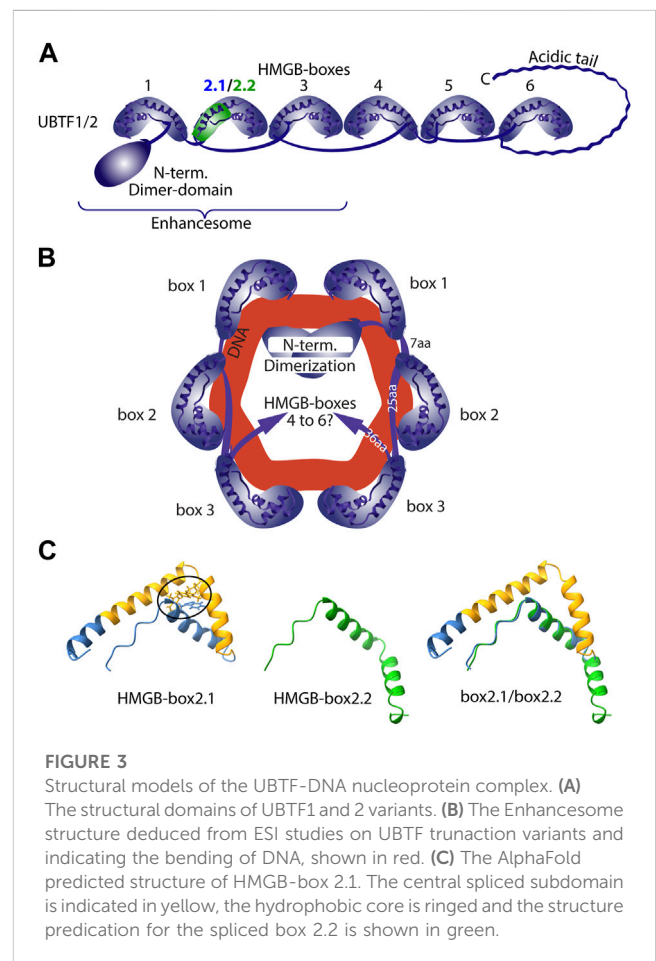 A
HMGB-boxes
Acidic tail
1
2.1/2.2
3
4
5
C
6
UBTF1/2
N-term.
Dimer-domain
Enhancesome
B
box 1
box 1
DNA
7aa
N-term.
Dimerization
25aa
box 2
HMGB-boxes
4 to 6?
box 2
36aa
box 3
box 3
C
HMGB-box2.1
HMGB-box2.2
box2.1/box2.2
FIGURE 3
Structural models of the UBTF-DNA nucleoprotein complex. (A)
The structural domains of UBTF1 and 2 variants. (B) The Enhancesome
structure deduced from ESI studies on UBTF trunaction variants and
indicating the bending of DNA, shown in red. (C) The AlphaFold
predicted structure of HMGB-box 2.1. The central spliced subdomain
is indicated in yellow, the hydrophobic core is ringed and the structure
predication for the spliced box 2.2 is shown in green.